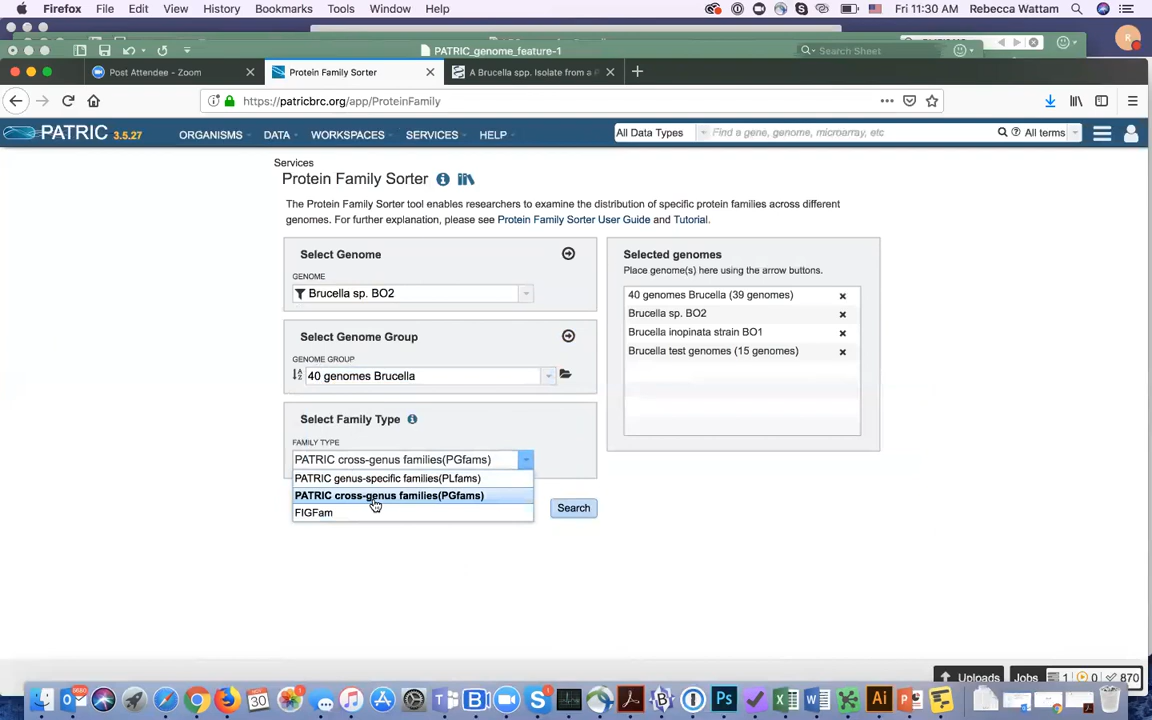 Firefox File Edit View History Bookmarks Tools Window Help Fri 11:30 AM Rebecca Wattam
PATRIC_genome_feature-1 Search Sheet
Post Attendee - Zoom Protein Family Sorter A Brucella spp. Isolate from a
https://patricbrc.org/app/ProteinFamily
PATRIC 3.5.27 ORGANISMS DATA WORKSPACES SERVICES HELP All Data Types Find a gene, genome, microarray, etc All terms
Services
Protein Family Sorter
The Protein Family Sorter tool enables researchers to examine the distribution of specific protein families across different
genomes. For further explanation, please see Protein Family Sorter User Guide and Tutorial.
Select Genome
GENOME
Brucella sp. BO2
Select Genome Group
GENOME GROUP
40 genomes Brucella
Select Family Type
FAMILY TYPE
PATRIC cross-genus families(PGfams)
PATRIC genus-specific families(PLfams)
PATRIC cross-genus families(PGfams)
FIGFam
Search
Selected genomes
Place genome(s) here using the arrow buttons.
40 genomes Brucella (39 genomes)
Brucella sp. BO2
Brucella inopinata strain BO1
Brucella test genomes (15 genomes)
Uploads Jobs 1 0 870